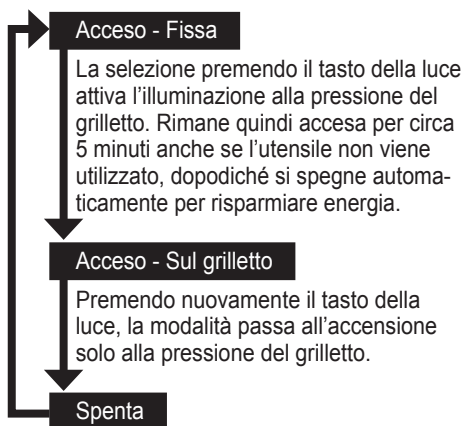 Acceso - Fissa
La selezione premendo il tasto della luce
attiva l’illuminazione alla pressione del
grilletto. Rimane quindi accesa per circa
5 minuti anche se l’utensile non viene
utilizzato, dopodiché si spegne automa-
ticamente per risparmiare energia.
Acceso - Sul grilletto
Premendo nuovamente il tasto della
luce, la modalità passa all’accensione
solo alla pressione del grilletto.
Spenta